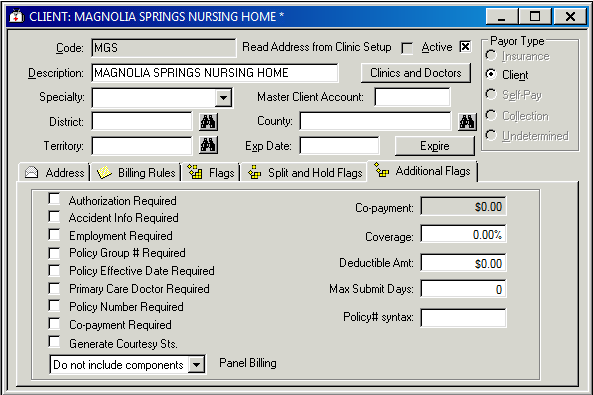 CLIENT: MAGNOLIA SPRINGS NURSING HOME *
Code: MGS Read Address from Clinic Setup Active Payor Type
Description: MAGNOLIA SPRINGS NURSING HOME Clinics and Doctors Insurance
Client
Specialty: Master Client Account: Self-Pay
District: County: Collection
Territory: Exp Date: Expire Undetermined
Address Billing Rules Flags Split and Hold Flags Additional Flags
Authorization Required Co-payment: $0.00
Accident Info Required
Employment Required Coverage: 0.00%
Policy Group # Required
Policy Effective Date Required Deductible Amt: $0.00
Primary Care Doctor Required Max Submit Days: 0
Policy Number Required
Co-payment Required Policy# syntax:
Generate Courtesy Sts.
Do not include components Panel Billing